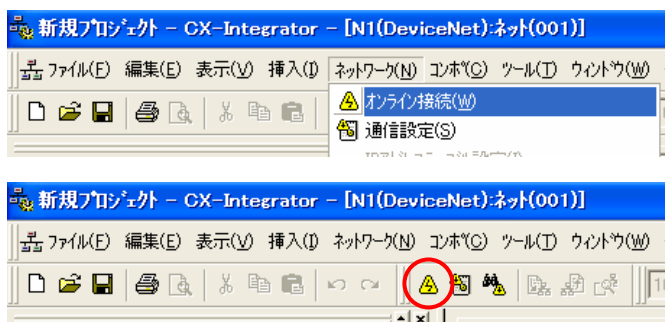 新規プロジェクト - CX-Integrator - [N1(DeviceNet):ネット(001)]
ファイル(F) 編集(E) 表示(V) 挿入(I) ネットワーク(N) コンポ(C) ツール(T) ウィンドウ(W)
オンライン接続(W)
通信設定(S)
新規プロジェクト - CX-Integrator - [N1(DeviceNet):ネット(001)]
ファイル(F) 編集(E) 表示(V) 挿入(I) ネットワーク(N) コンポ(C) ツール(T) ウィンドウ(W)